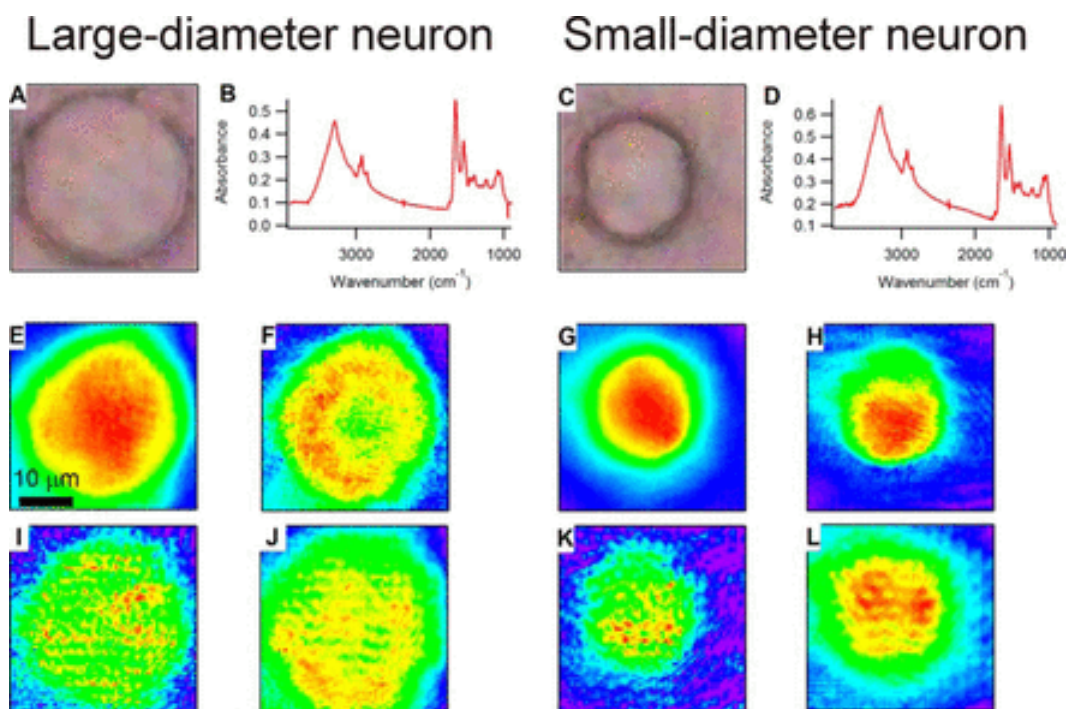 Large-diameter neuron
Small-diameter neuron
A
B
0.5
0.4
0.3
0.2
0.1
0.0
Absorbance
3000
2000
1000
Wavenumber (cm⁻¹)
C
D
0.6
0.5
0.4
0.3
0.2
0.1
Absorbance
3000
2000
1000
Wavenumber (cm⁻¹)
E
10 μm
F
G
H
I
J
K
L